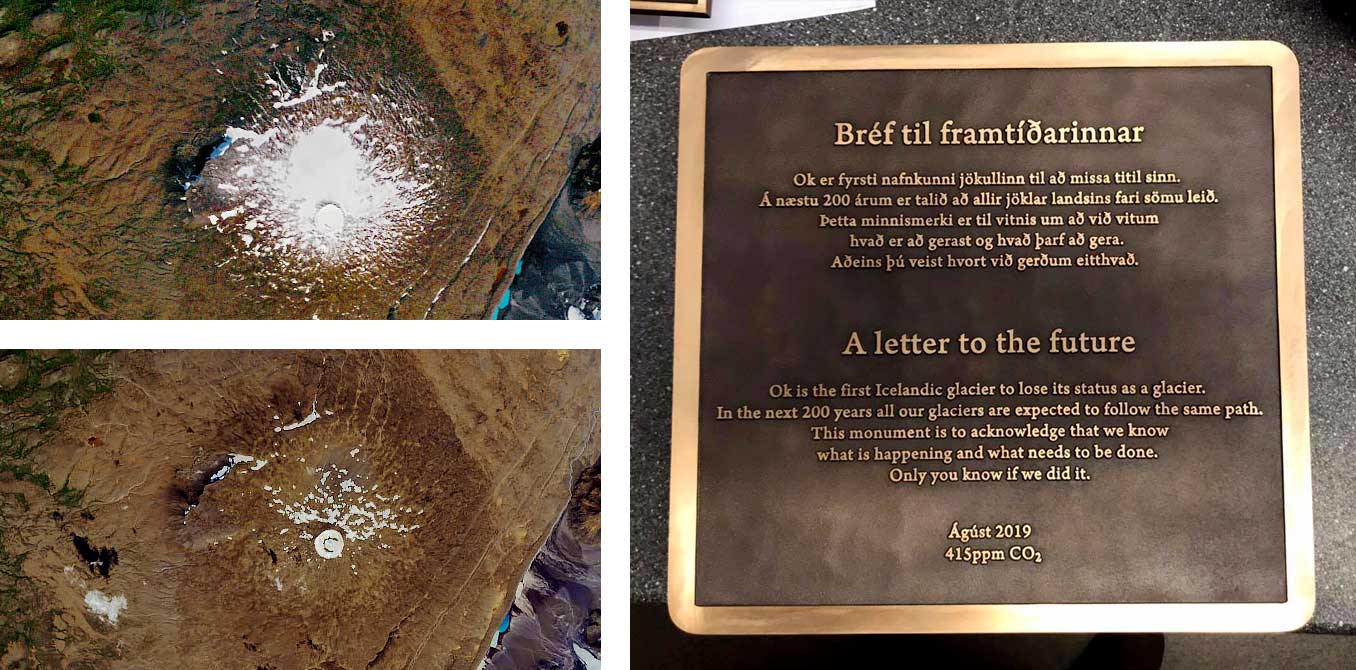 Bréf til framtíðarinnar
Ok er fyrsti nafnkunni jökullinn til að missa titil sinn.
Á næstu 200 árum er talið að allir jöklar landsins fari sömu leið.
Þetta minnismerki er til vitnis um að við vitum
hvað er að gerast og hvað þarf að gera.
Aðeins þú veist hvort við gerðum eitthvað.
A letter to the future
Ok is the first Icelandic glacier to lose its status as a glacier.
In the next 200 years all our glaciers are expected to follow the same path.
This monument is to acknowledge that we know
what is happening and what needs to be done.
Only you know if we did it.
Ágúst 2019
415ppm CO₂